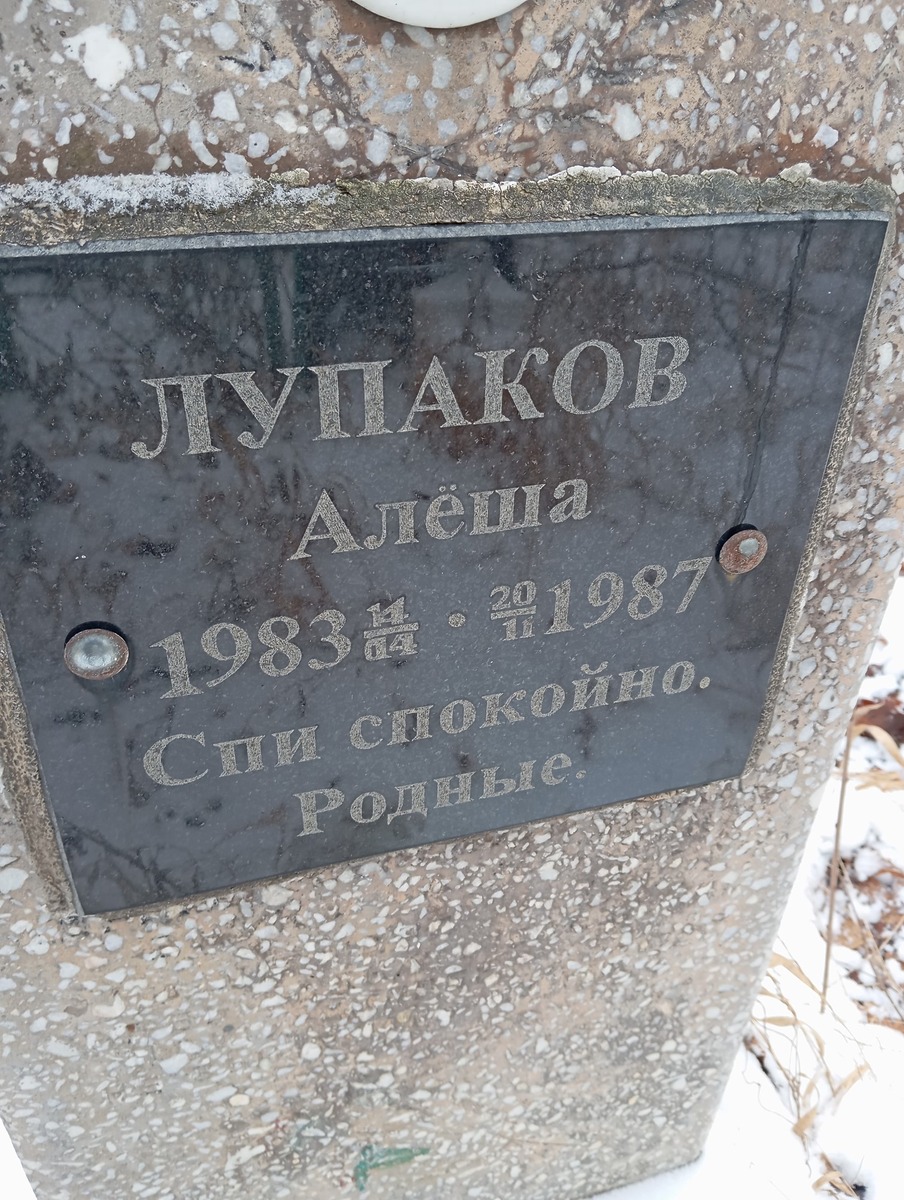 ЛУПАКОВ
Алёша
1983 14/04 · 20/11 1987
Спи спокойно.
Родные.